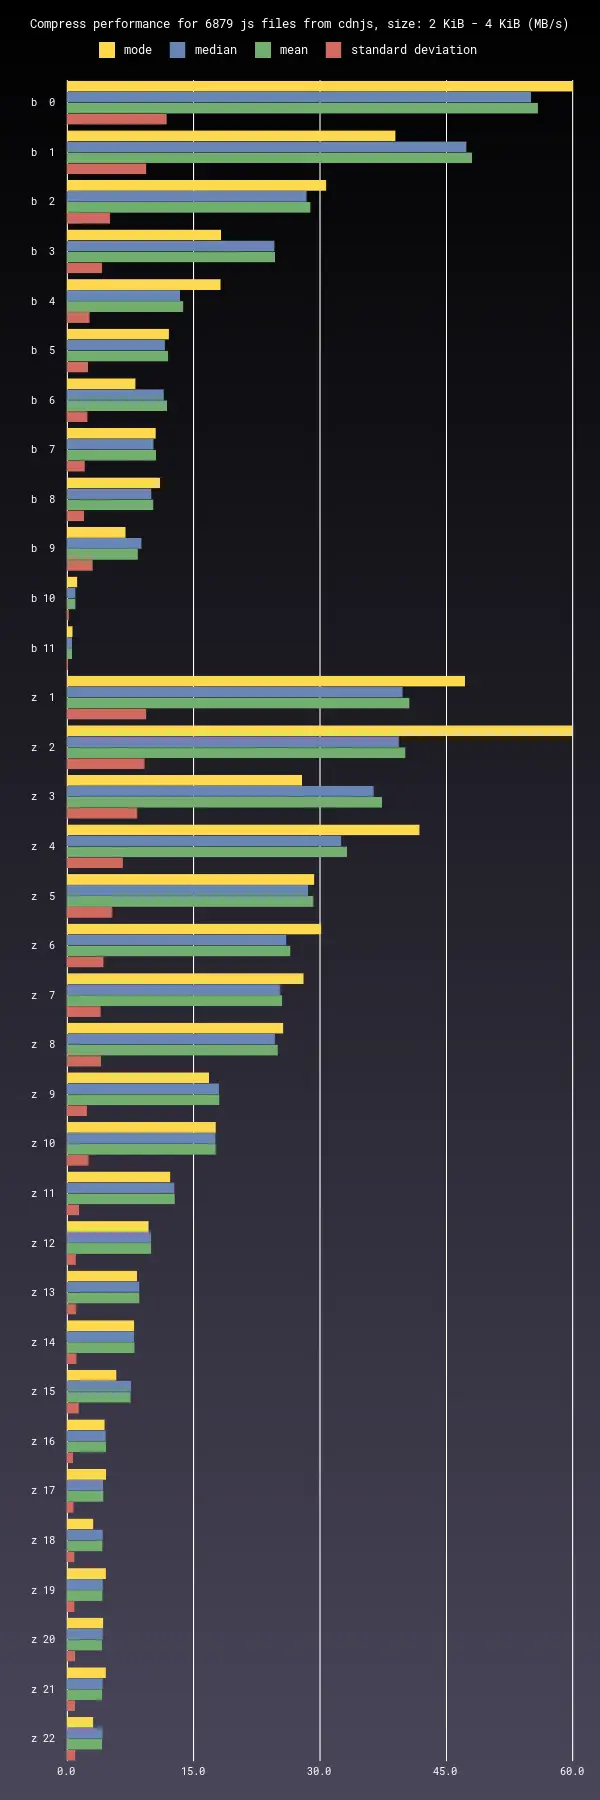 Compress performance for 6879 js files from cdnjs, size: 2 KiB - 4 KiB (MB/s)
mode median mean standard deviation
b 0
b 1
b 2
b 3
b 4
b 5
b 6
b 7
b 8
b 9
b 10
b 11
z 1
z 2
z 3
z 4
z 5
z 6
z 7
z 8
z 9
z 10
z 11
z 12
z 13
z 14
z 15
z 16
z 17
z 18
z 19
z 20
z 21
z 22
0.0 15.0 30.0 45.0 60.0